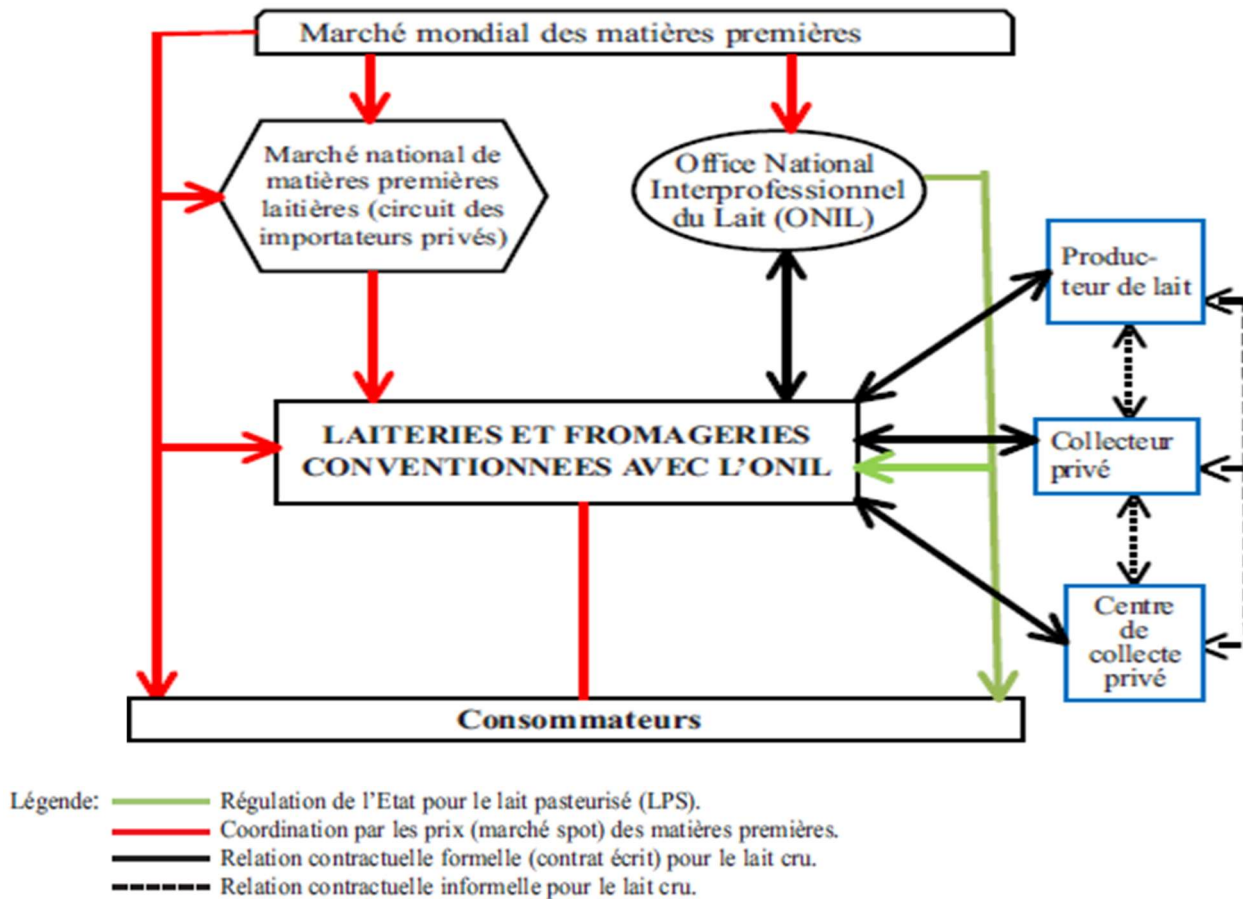 Marché mondial des matières premières
Marché national de
matières premières
laitières (circuit des
importateurs privés)
Office National
Interprofessionnel
du Lait (ONIL)
Produc-
teur de lait
LAITERIES ET FROMAGERIES
CONVENTIONNEES AVEC L’ONIL
Collecteur
privé
Centre
de
collecte
privé
Consommateurs
Légende:
Régulation de l’Etat pour le lait pasteurisé (LPS).
Coordination par les prix (marché spot) des matières premières.
Relation contractuelle formelle (contrat écrit) pour le lait cru.
Relation contractuelle informelle pour le lait cru.